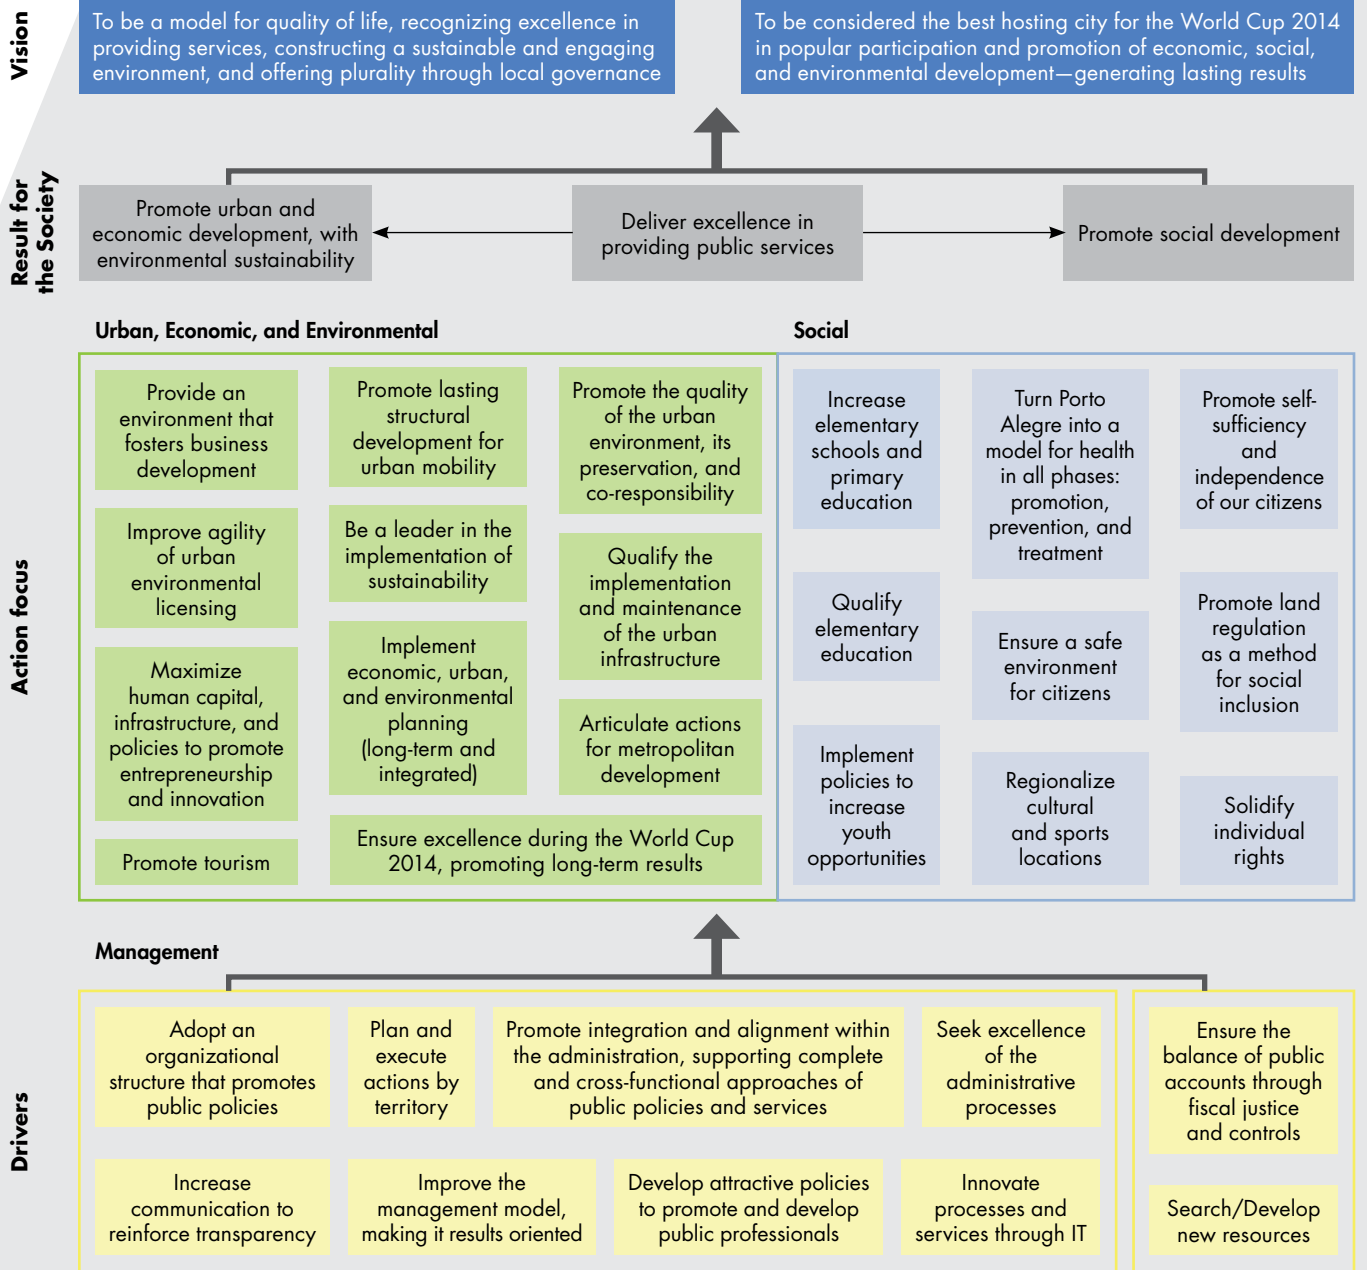 Vision
To be a model for quality of life, recognizing excellence in
providing services, constructing a sustainable and engaging
environment, and offering plurality through local governance
To be considered the best hosting city for the World Cup 2014
in popular participation and promotion of economic, social,
and environmental development—generating lasting results
Result for
the Society
Promote urban and
economic development, with
environmental sustainability
Deliver excellence in
providing public services
Promote social development
Action focus
Urban, Economic, and Environmental
Provide an
environment that
fosters business
development
Improve agility
of urban
environmental
licensing
Maximize
human capital,
infrastructure, and
policies to promote
entrepreneurship
and innovation
Promote tourism
Promote lasting
structural
development for
urban mobility
Be a leader in the
implementation of
sustainability
Implement
economic, urban,
and environmental
planning
(long-term and
integrated)
Promote the quality
of the urban
environment, its
preservation, and
co-responsibility
Qualify the
implementation
and maintenance
of the urban
infrastructure
Articulate actions
for metropolitan
development
Ensure excellence during the World Cup
2014, promoting long-term results
Social
Increase
elementary
schools and
primary
education
Qualify
elementary
education
Implement
policies to
increase
youth
opportunities
Turn Porto
Alegre into a
model for health
in all phases:
promotion,
prevention, and
treatment
Ensure a safe
environment
for citizens
Regionalize
cultural
and sports
locations
Promote self-
sufficiency
and
independence
of our citizens
Promote land
regulation
as a method
for social
inclusion
Solidify
individual
rights
Drivers
Management
Adopt an
organizational
structure that promotes
public policies
Plan and
execute
actions by
territory
Promote integration and alignment within
the administration, supporting complete
and cross-functional approaches of
public policies and services
Seek excellence
of the
administrative
processes
Increase
communication to
reinforce transparency
Improve the
management model,
making it results oriented
Develop attractive policies
to promote and develop
public professionals
Innovate
processes and
services through IT
Ensure the
balance of public
accounts through
fiscal justice
and controls
Search/Develop
new resources